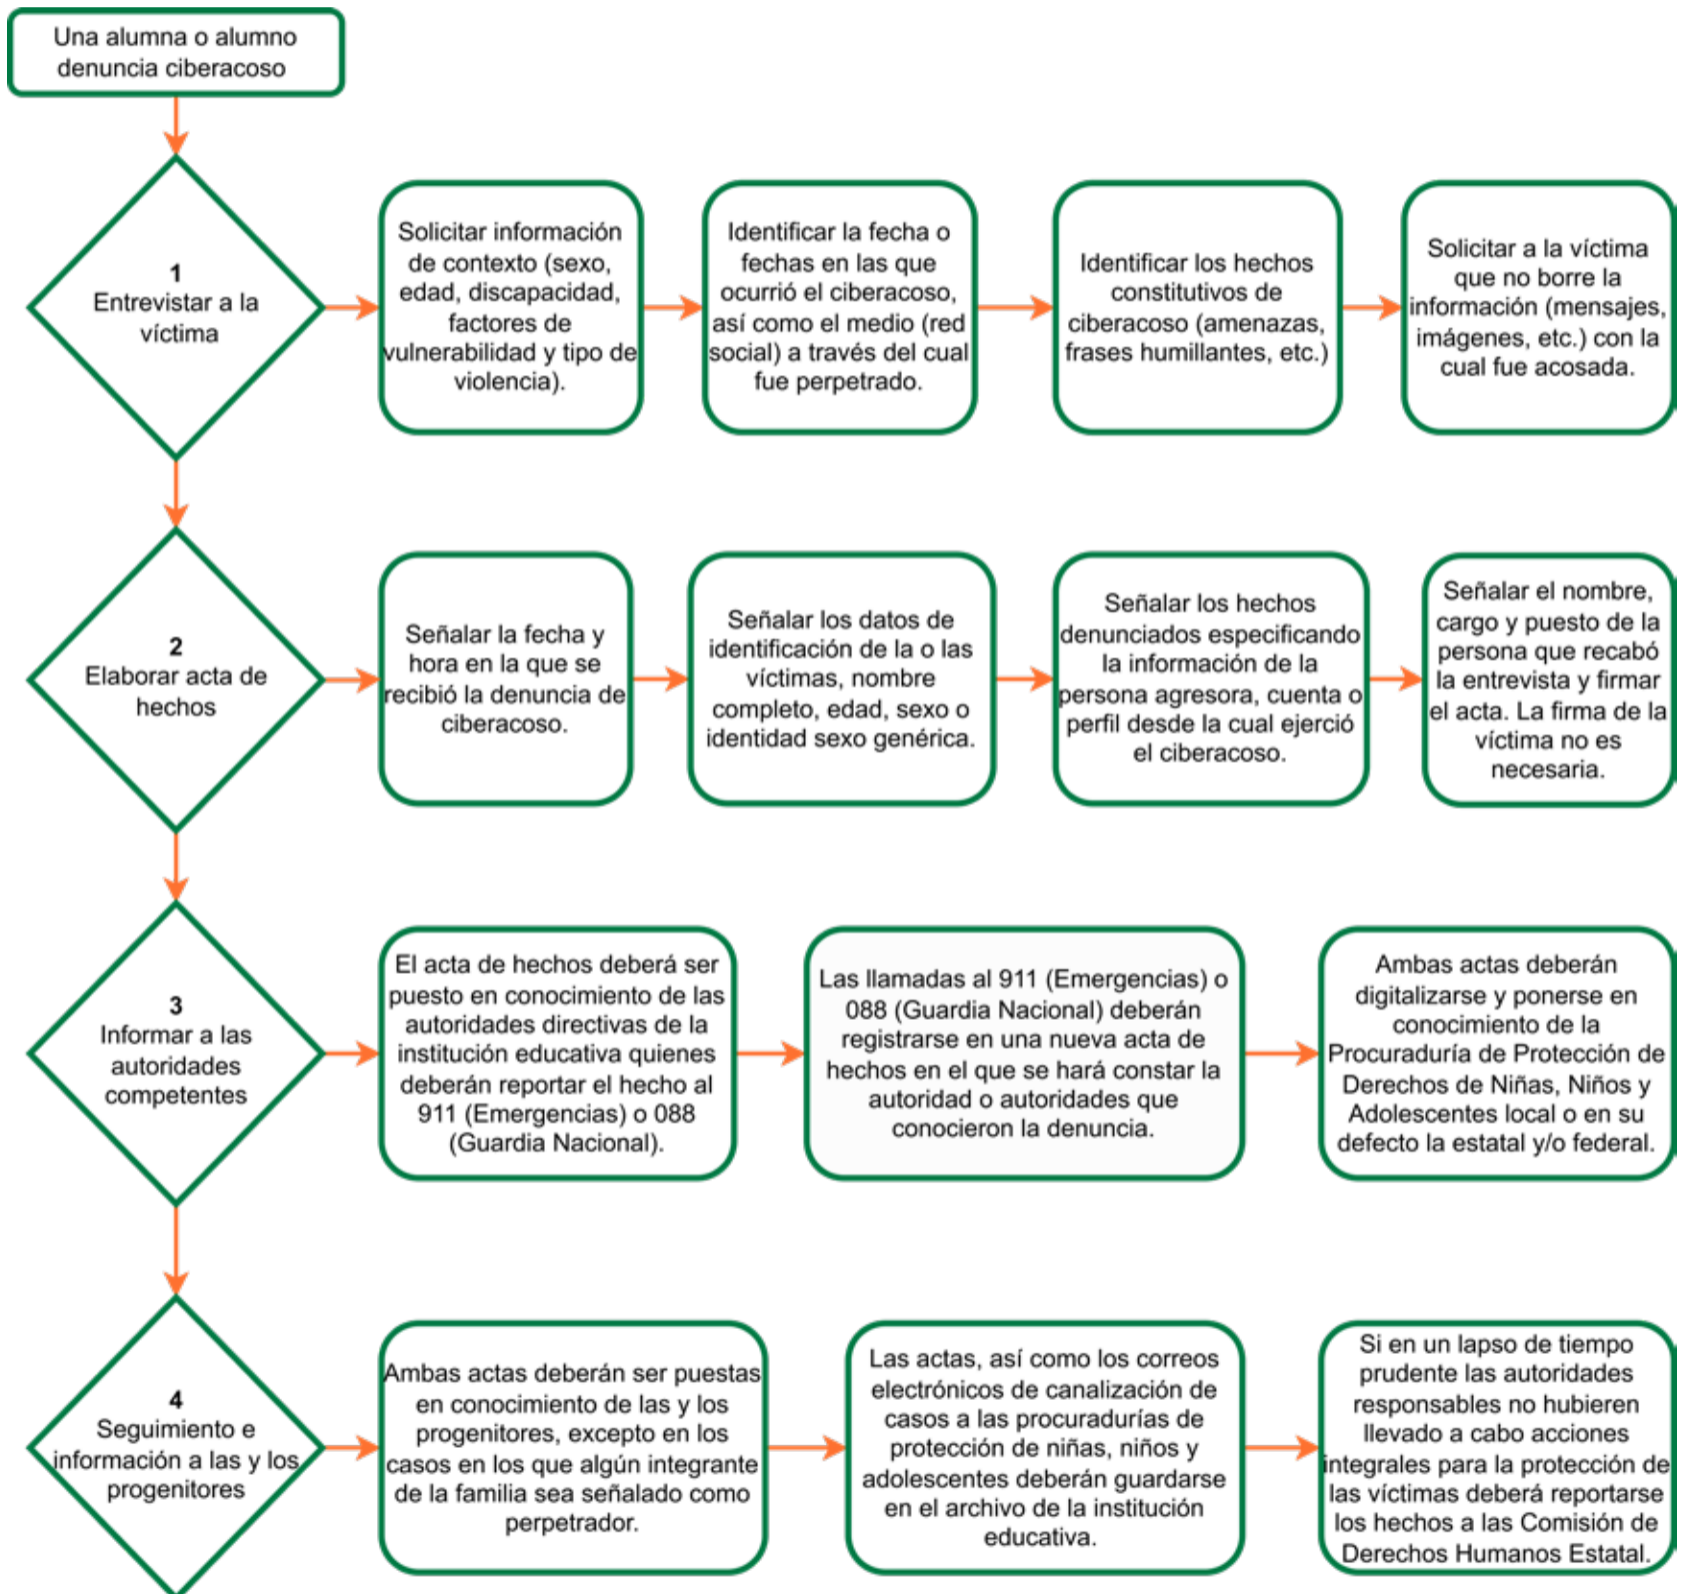 Una alumna o alumno
denuncia ciberacoso
1
Entrevistar a la
víctima
Solicitar información
de contexto (sexo,
edad, discapacidad,
factores de
vulnerabilidad y tipo de
violencia).
Identificar la fecha o
fechas en las que
ocurrió el ciberacoso,
así como el medio (red
social) a través del cual
fue perpetrado.
Identificar los hechos
constitutivos de
ciberacoso (amenazas,
frases humillantes, etc.)
Solicitar a la víctima
que no borre la
información (mensajes,
imágenes, etc.) con la
cual fue acosada.
2
Elaborar acta de
hechos
Señalar la fecha y
hora en la que se
recibió la denuncia de
ciberacoso.
Señalar los datos de
identificación de la o las
víctimas, nombre
completo, edad, sexo o
identidad sexo genérica.
Señalar los hechos
denunciados especificando
la información de la
persona agresora, cuenta o
perfil desde la cual ejerció
el ciberacoso.
Señalar el nombre,
cargo y puesto de la
persona que recabó
la entrevista y firmar
el acta. La firma de la
víctima no es
necesaria.
3
Informar a las
autoridades
competentes
El acta de hechos deberá ser
puesto en conocimiento de las
autoridades directivas de la
institución educativa quienes
deberán reportar el hecho al
911 (Emergencias) o 088
(Guardia Nacional).
Las llamadas al 911 (Emergencias) o
088 (Guardia Nacional) deberán
registrarse en una nueva acta de
hechos en el que se hará constar la
autoridad o autoridades que
conocieron la denuncia.
Ambas actas deberán
digitalizarse y ponerse en
conocimiento de la
Procuraduría de Protección de
Derechos de Niñas, Niños y
Adolescentes local o en su
defecto la estatal y/o federal.
4
Seguimiento e
información a las y los
progenitores
Ambas actas deberán ser puestas
en conocimiento de las y los
progenitores, excepto en los
casos en los que algún integrante
de la familia sea señalado como
perpetrador.
Las actas, así como los correos
electrónicos de canalización de
casos a las procuradurías de
protección de niñas, niños y
adolescentes deberán guardarse
en el archivo de la institución
educativa.
Si en un lapso de tiempo
prudente las autoridades
responsables no hubieren
llevado a cabo acciones
integrales para la protección de
las víctimas deberá reportarse
los hechos a las Comisión de
Derechos Humanos Estatal.